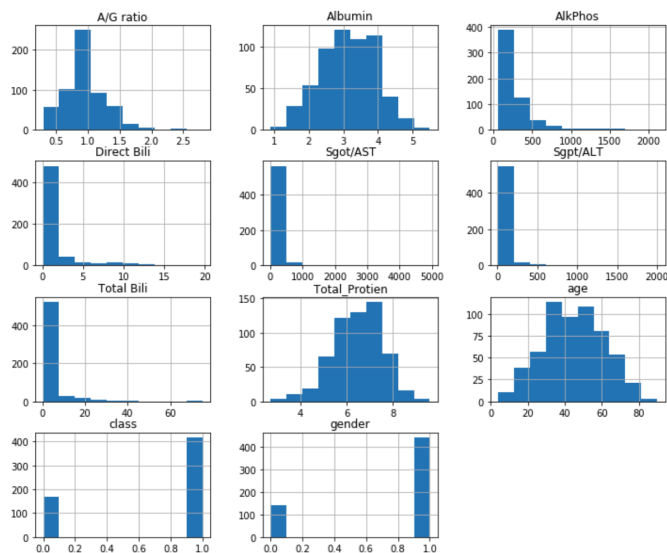 A/G ratio
200
100
0
0.5 1.0 1.5 2.0 2.5
Albumin
100
50
0
1 2 3 4 5
AlkPhos
400
300
200
100
0
0 500 1000 1500 2000
Direct Bili
400
200
0
0 5 10 15 20
Sgot/AST
400
200
0
0 1000 2000 3000 4000 5000
Sgpt/ALT
400
200
0
0 500 1000 1500 2000
Total Bili
400
200
0
0 20 40 60
Total_Protien
150
100
50
0
4 6 8
age
100
75
50
25
0
20 40 60 80
class
400
300
200
100
0
0.0 0.2 0.4 0.6 0.8 1.0
gender
400
300
200
100
0
0.0 0.2 0.4 0.6 0.8 1.0